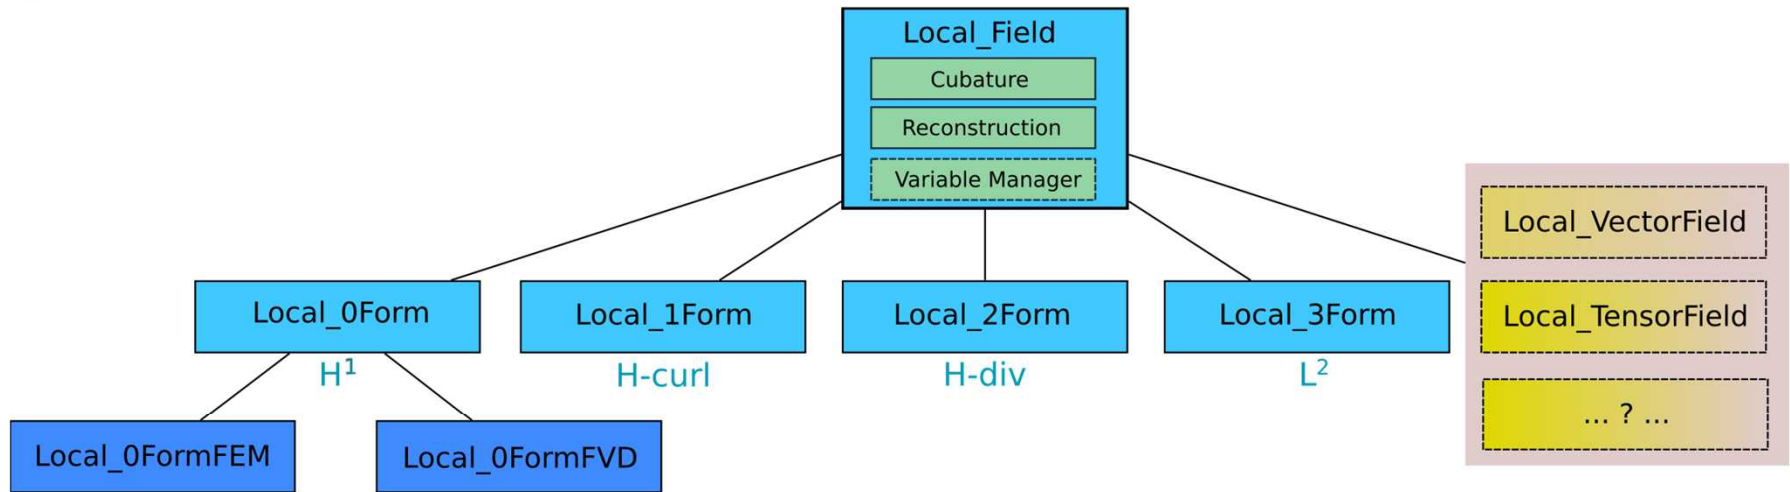 Local_Field
Cubature
Reconstruction
Variable Manager
Local_VectorField
Local_0Form
Local_1Form
Local_2Form
Local_3Form
Local_TensorField
H¹
H-curl
H-div
L²
... ? ...
Local_0FormFEM
Local_0FormFVD